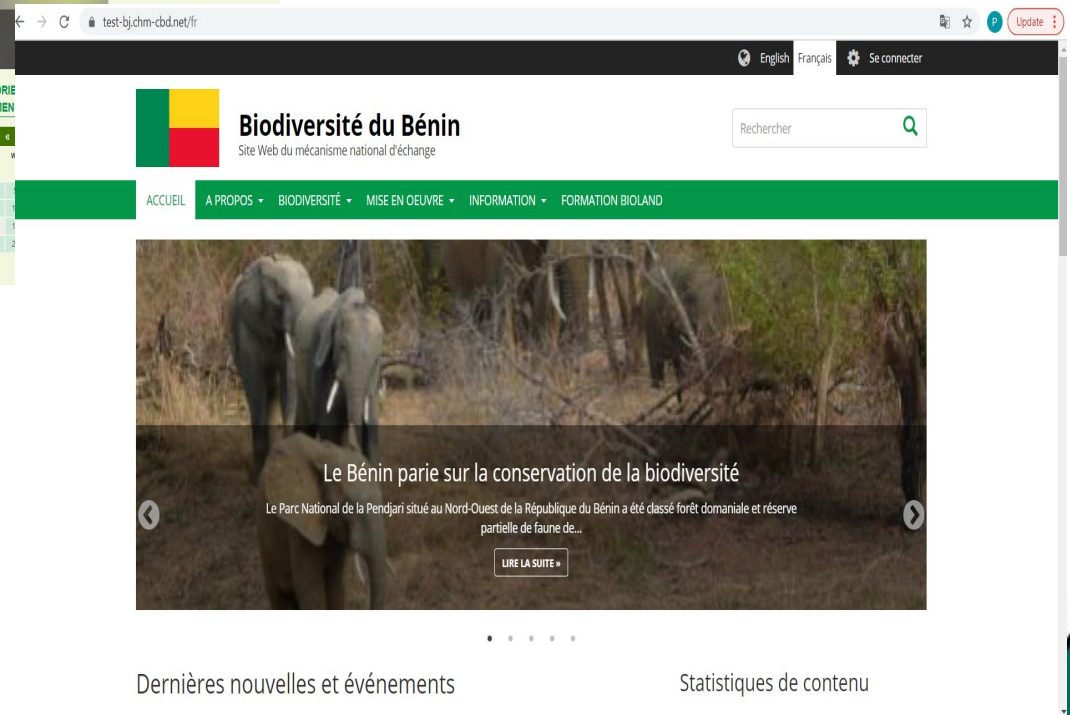 test-bj.chm-cbd.net/fr
P
Update
English Français Se connecter
Biodiversité du Bénin
Site Web du mécanisme national d'échange
Rechercher
ACCUEIL A PROPOS BIODIVERSITÉ MISE EN OEUVRE INFORMATION FORMATION BIOLAND
Le Bénin parie sur la conservation de la biodiversité
Le Parc National de la Pendjari situé au Nord-Ouest de la République du Bénin a été classé forêt domaniale et réserve
partielle de faune de...
LIRE LA SUITE »
Dernières nouvelles et événements
Statistiques de contenu